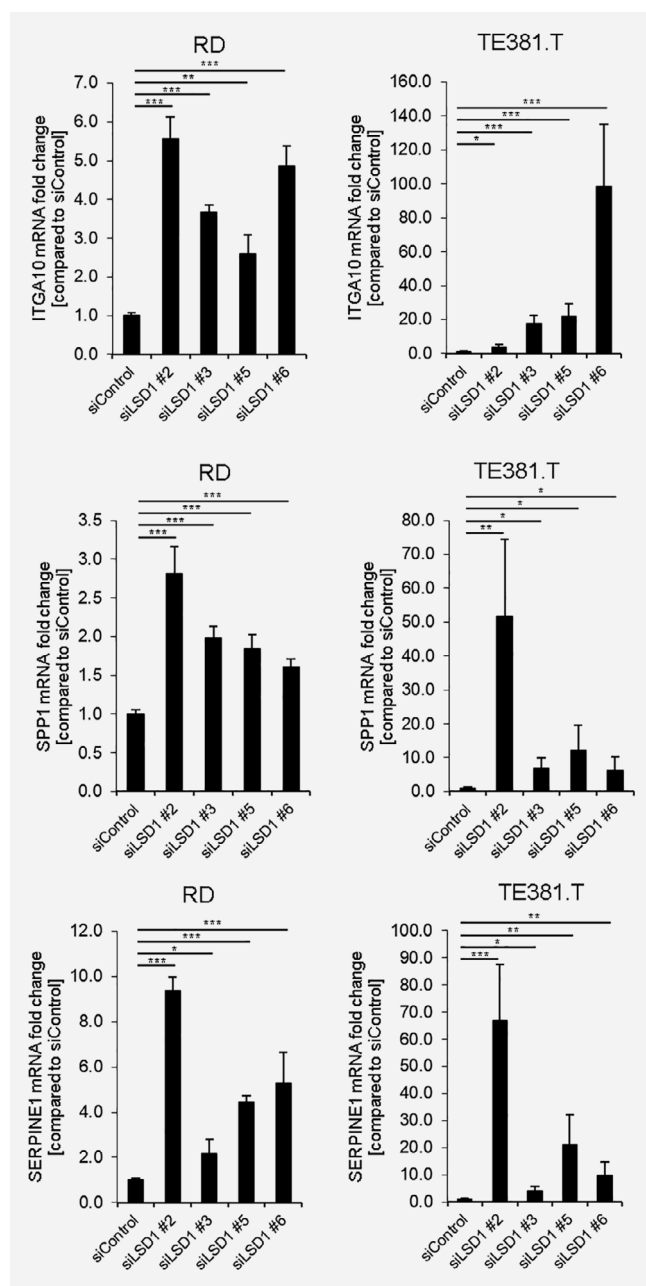 RD
***
**
***
***
ITGA10 mRNA fold change
[compared to siControl]
7.0
6.0
5.0
4.0
3.0
2.0
1.0
0.0
siControl
siLSD1 #2
siLSD1 #3
siLSD1 #5
siLSD1 #6
TE381.T
***
***
***
*
ITGA10 mRNA fold change
[compared to siControl]
160.0
140.0
120.0
100.0
80.0
60.0
40.0
20.0
0.0
siControl
siLSD1 #2
siLSD1 #3
siLSD1 #5
siLSD1 #6
RD
***
***
***
***
SPP1 mRNA fold change
[compared to siControl]
3.5
3.0
2.5
2.0
1.5
1.0
0.5
0.0
siControl
siLSD1 #2
siLSD1 #3
siLSD1 #5
siLSD1 #6
TE381.T
*
*
*
**
SPP1 mRNA fold change
[compared to siControl]
80.0
70.0
60.0
50.0
40.0
30.0
20.0
10.0
0.0
siControl
siLSD1 #2
siLSD1 #3
siLSD1 #5
siLSD1 #6
RD
***
***
*
***
SERPINE1 mRNA fold change
[compared to siControl]
12.0
10.0
8.0
6.0
4.0
2.0
0.0
siControl
siLSD1 #2
siLSD1 #3
siLSD1 #5
siLSD1 #6
TE381.T
**
**
*
***
SERPINE1 mRNA fold change
[compared to siControl]
100.0
90.0
80.0
70.0
60.0
50.0
40.0
30.0
20.0
10.0
0.0
siControl
siLSD1 #2
siLSD1 #3
siLSD1 #5
siLSD1 #6